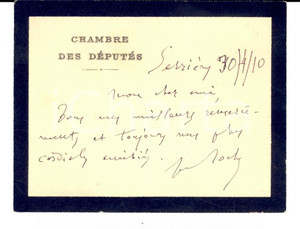 CHAMBRE
DES DÉPUTÉS
30/4/10
mon cher ami
Tous mes meilleurs remercie-
ments et toujours mes plus
cordiales amitiés.